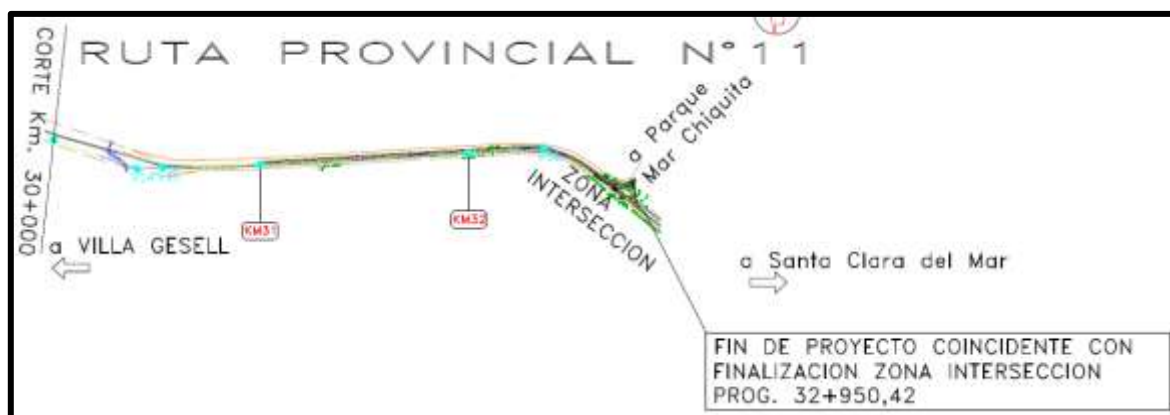 RUTA PROVINCIAL N°11
CORTE Km. 30+000
a Parque
Mar Chiquita
ZONA
INTERSECCION
KM31
KM32
a VILLA GESELL
a Santa Clara del Mar
FIN DE PROYECTO COINCIDENTE CON
FINALIZACION ZONA INTERSECCION
PROG. 32+950,42